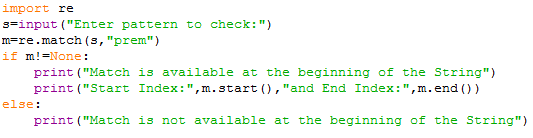 import re
s=input("Enter pattern to check:")
m=re.match(s,"prem")
if m!=None:
    print("Match is available at the beginning of the String")
    print("Start Index:",m.start(),"and End Index:",m.end())
else:
    print("Match is not available at the beginning of the String")